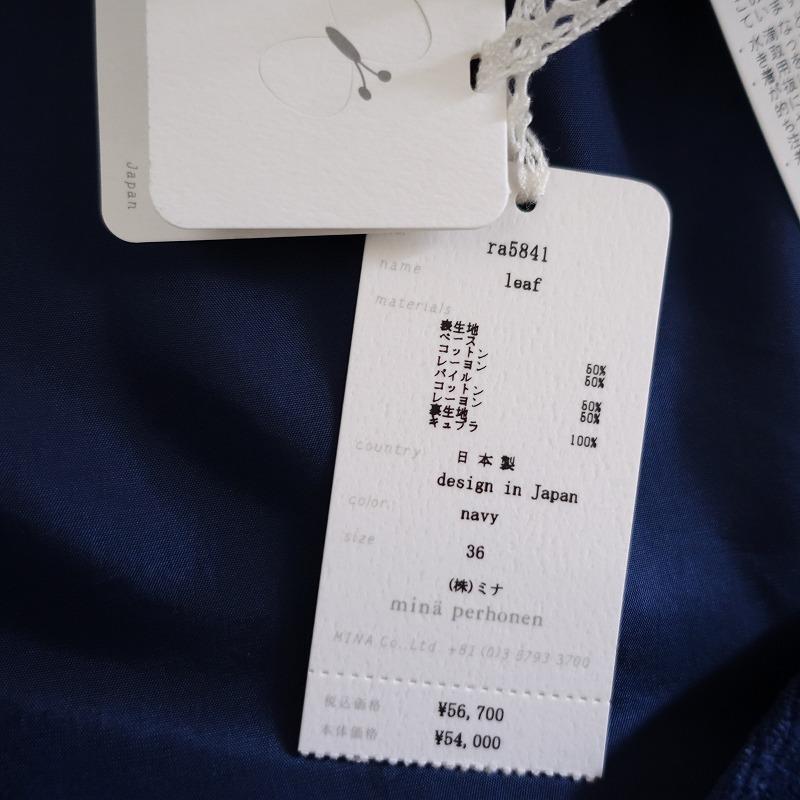 Japan
ra5841
name
leaf
materials
表生地
ベース
コットン 50%
レーヨン 50%
パイル
コットン 50%
レーヨン 50%
裏生地
キュプラ 100%
country
日本製
design in Japan
color
navy
size
36
(株)ミナ
minä perhonen
MINA Co.,Ltd. +81(0)3 5793 3700
税込価格 ¥56,700
本体価格 ¥54,000